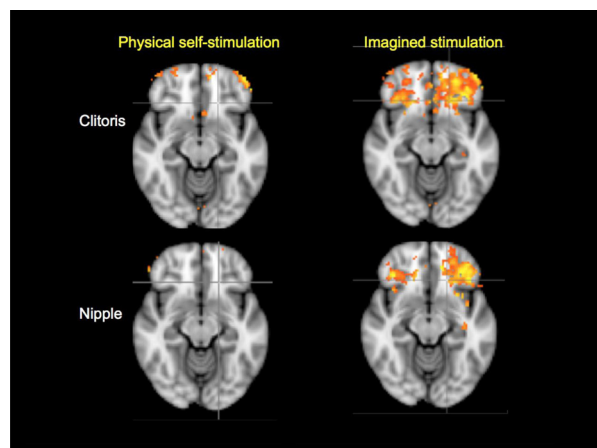 Physical self-stimulation
Imagined stimulation
Clitoris
Nipple